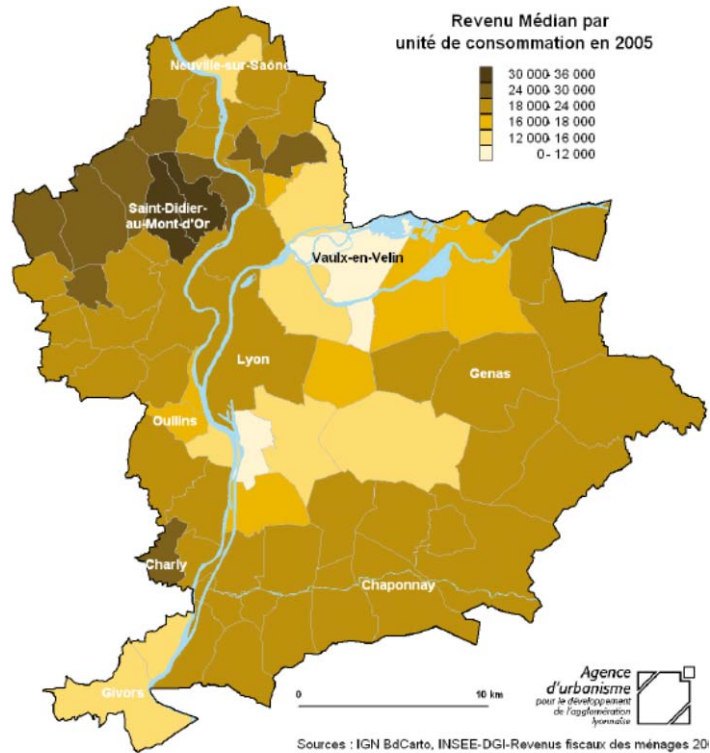 Revenu Médian par
unité de consommation en 2005
30 000- 36 000
24 000- 30 000
18 000- 24 000
16 000- 18 000
12 000- 16 000
0- 12 000
Neuville-sur-Saône
Saint-Didier-
au-Mont-d'Or
Vaulx-en-Velin
Lyon
Genas
Oullins
Charly
Chaponnay
Givors
0 10 km
Agence
d'urbanisme
pour le développement
de l'agglomération
lyonnaise
Sources : IGN BdCarto, INSEE-DGI-Revenus fiscaux des ménages 20